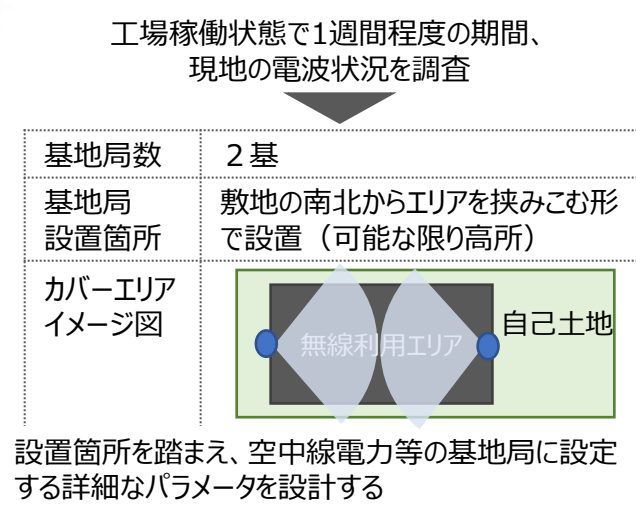 工場稼働状態で1週間程度の期間、
現地の電波状況を調査
基地局数
２基
基地局
設置箇所
敷地の南北からエリアを挟みこむ形
で設置（可能な限り高所）
カバーエリア
イメージ図
無線利用エリア
自己土地
設置箇所を踏まえ、空中線電力等の基地局に設定
する詳細なパラメータを設計する